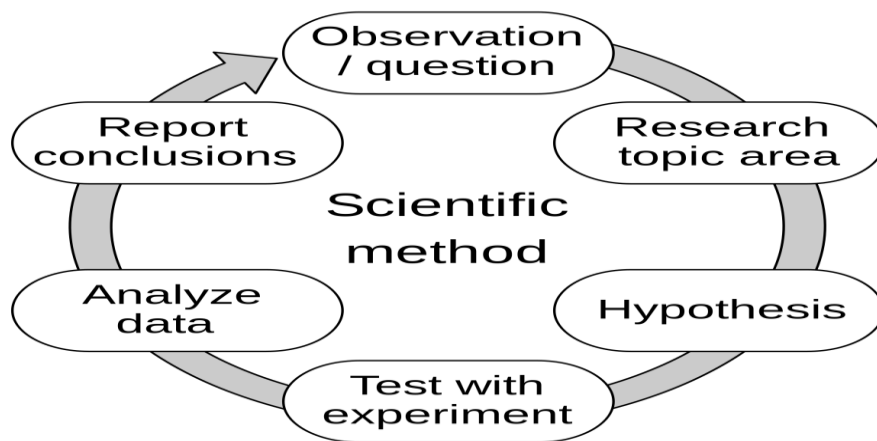 Observation
/ question
Research
topic area
Hypothesis
Test with
experiment
Analyze
data
Report
conclusions
Scientific
method